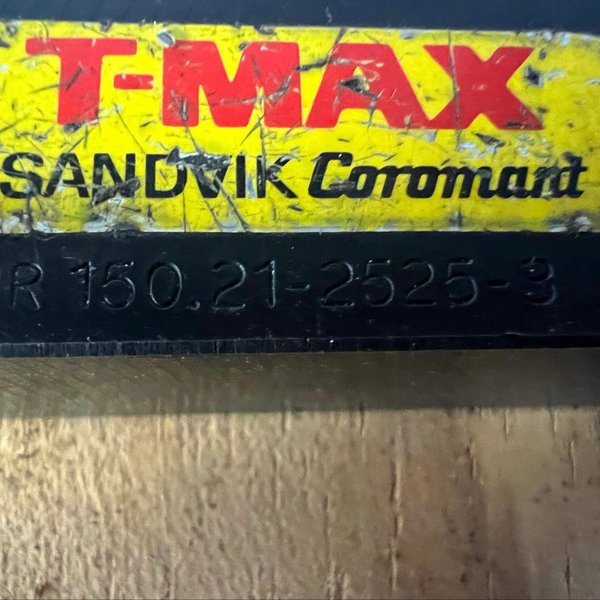 T-MAX
SANDVIK Coromant
R 150.21-2525-3